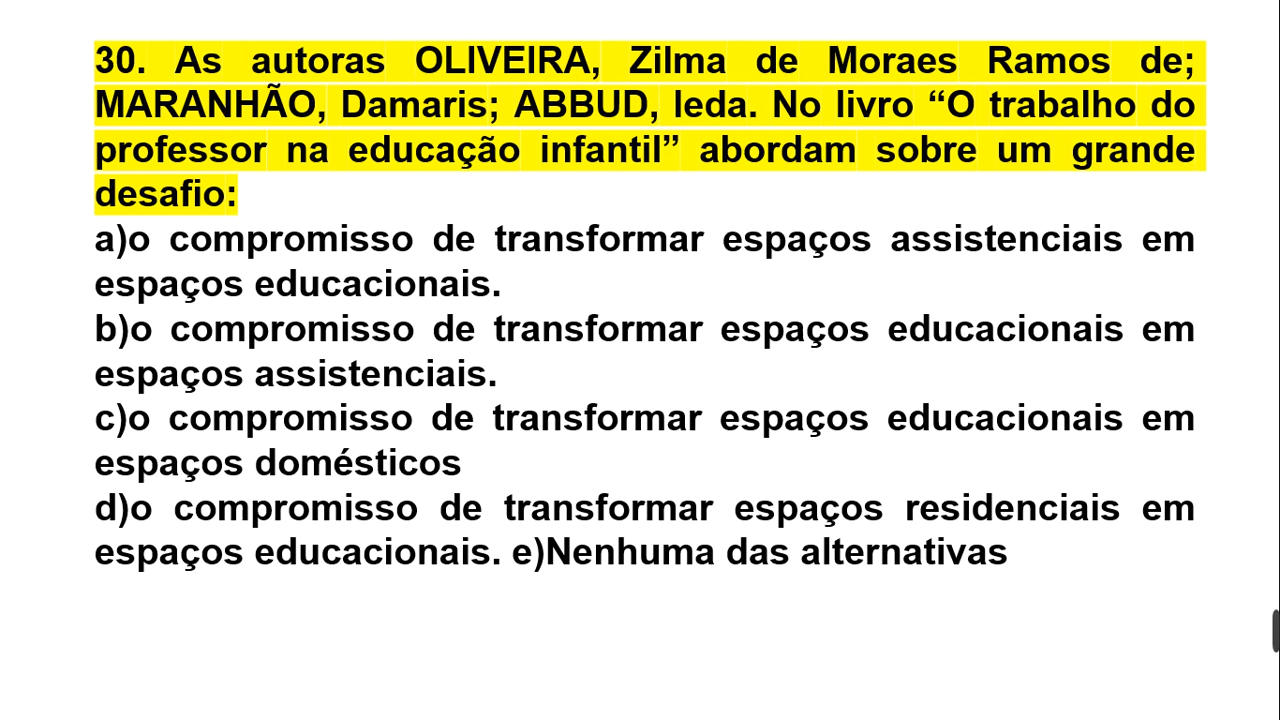 30. As autoras OLIVEIRA, Zilma de Moraes Ramos de;
MARANHÃO, Damaris; ABBUD, Ieda. No livro “O trabalho do
professor na educação infantil” abordam sobre um grande
desafio:
a)o compromisso de transformar espaços assistenciais em
espaços educacionais.
b)o compromisso de transformar espaços educacionais em
espaços assistenciais.
c)o compromisso de transformar espaços educacionais em
espaços domésticos
d)o compromisso de transformar espaços residenciais em
espaços educacionais. e)Nenhuma das alternativas